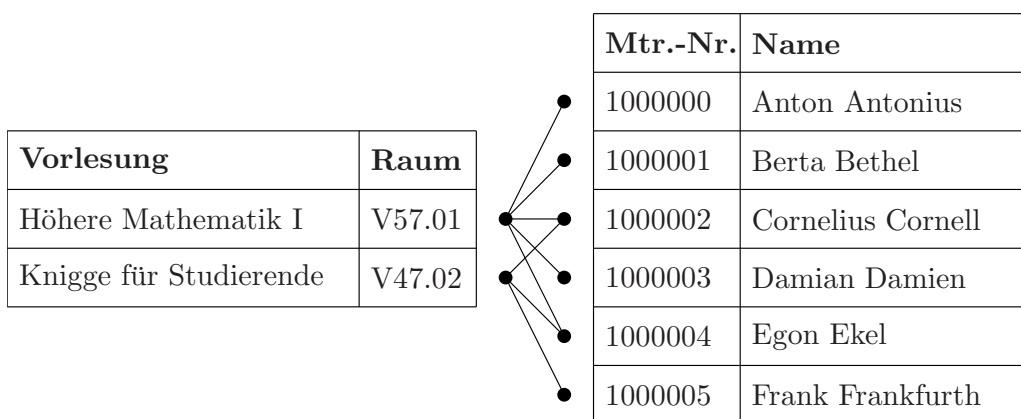 Vorlesung Raum
Höhere Mathematik I V57.01
Knigge für Studierende V47.02
Mtr.-Nr. Name
1000000 Anton Antonius
1000001 Berta Bethel
1000002 Cornelius Cornell
1000003 Damian Damien
1000004 Egon Ekel
1000005 Frank Frankfurth